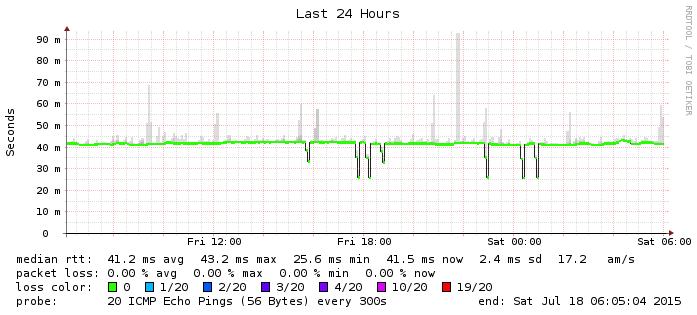 Last 24 Hours
RRDTOOL / TOBI OETIKER
Seconds
90 m
80 m
70 m
60 m
50 m
40 m
30 m
20 m
10 m
0
Fri 12:00 Fri 18:00 Sat 00:00 Sat 06:00
median rtt: 41.2 ms avg 43.2 ms max 25.6 ms min 41.5 ms now 2.4 ms sd 17.2 am/s
packet loss: 0.00 % avg 0.00 % max 0.00 % min 0.00 % now
loss color: 0 1/20 2/20 3/20 4/20 10/20 19/20
probe: 20 ICMP Echo Pings (56 Bytes) every 300s end: Sat Jul 18 06:05:04 2015